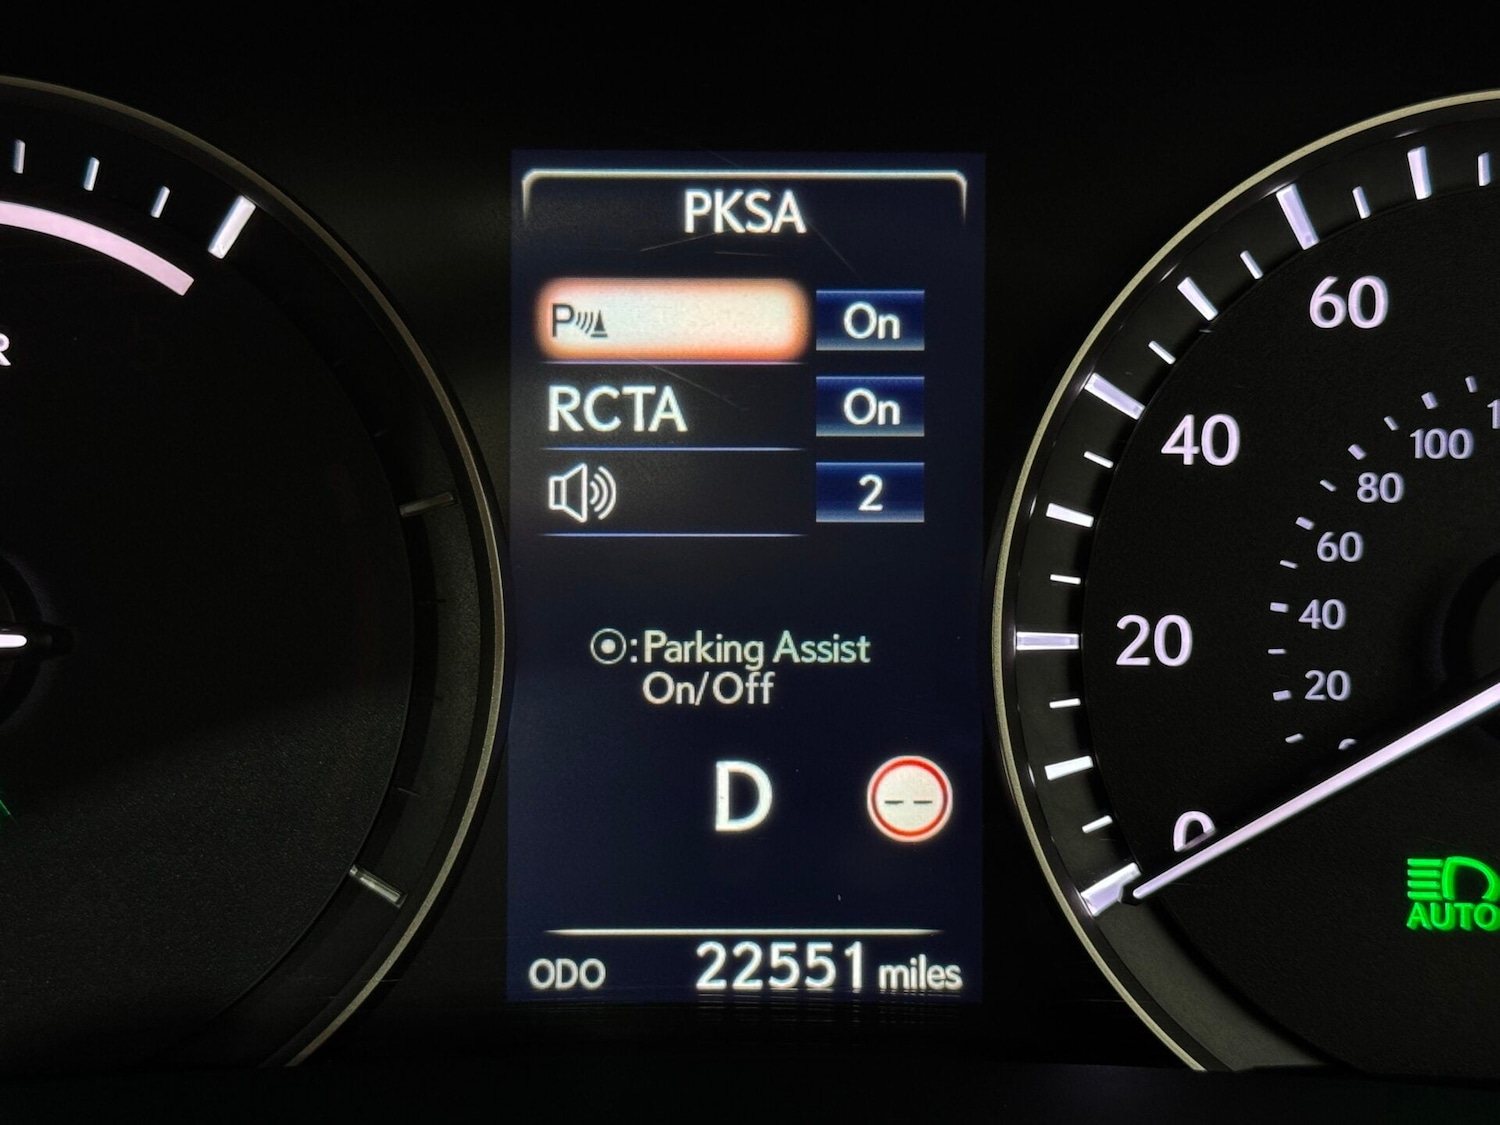 PKSA
P On
RCTA On
2
: Parking Assist
On/Off
D --
ODO 22551 miles
R
60
40
20
0
100
80
60
40
20
AUTO